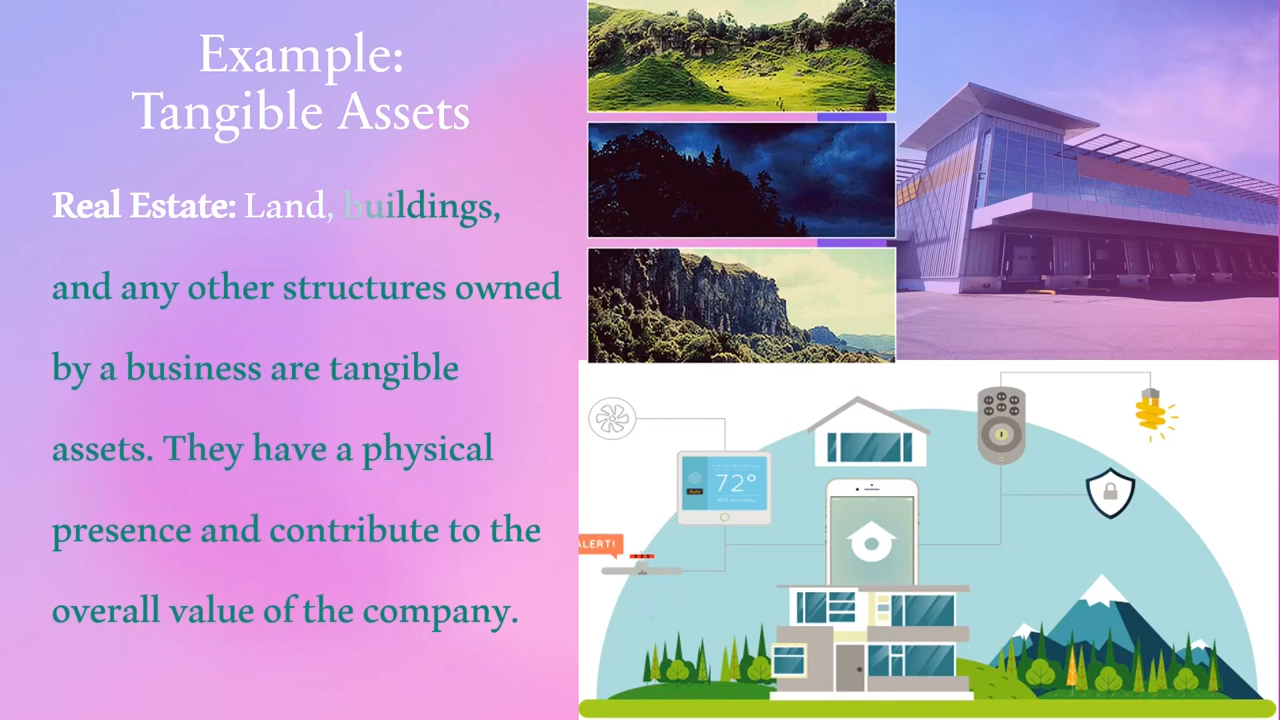 Example:
Tangible Assets
Real Estate: Land, buildings,
and any other structures owned
by a business are tangible
assets. They have a physical
presence and contribute to the
overall value of the company.
72°
ALERT!